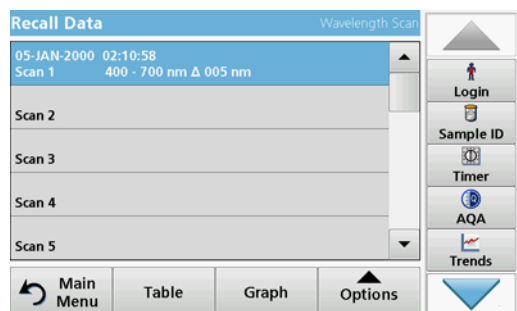 Recall Data
Wavelength Scan
05-JAN-2000 02:10:58
Scan 1 400 - 700 nm Δ 005 nm
Scan 2
Scan 3
Scan 4
Scan 5
Main Menu
Table
Graph
Options
Login
Sample ID
Timer
AQA
Trends